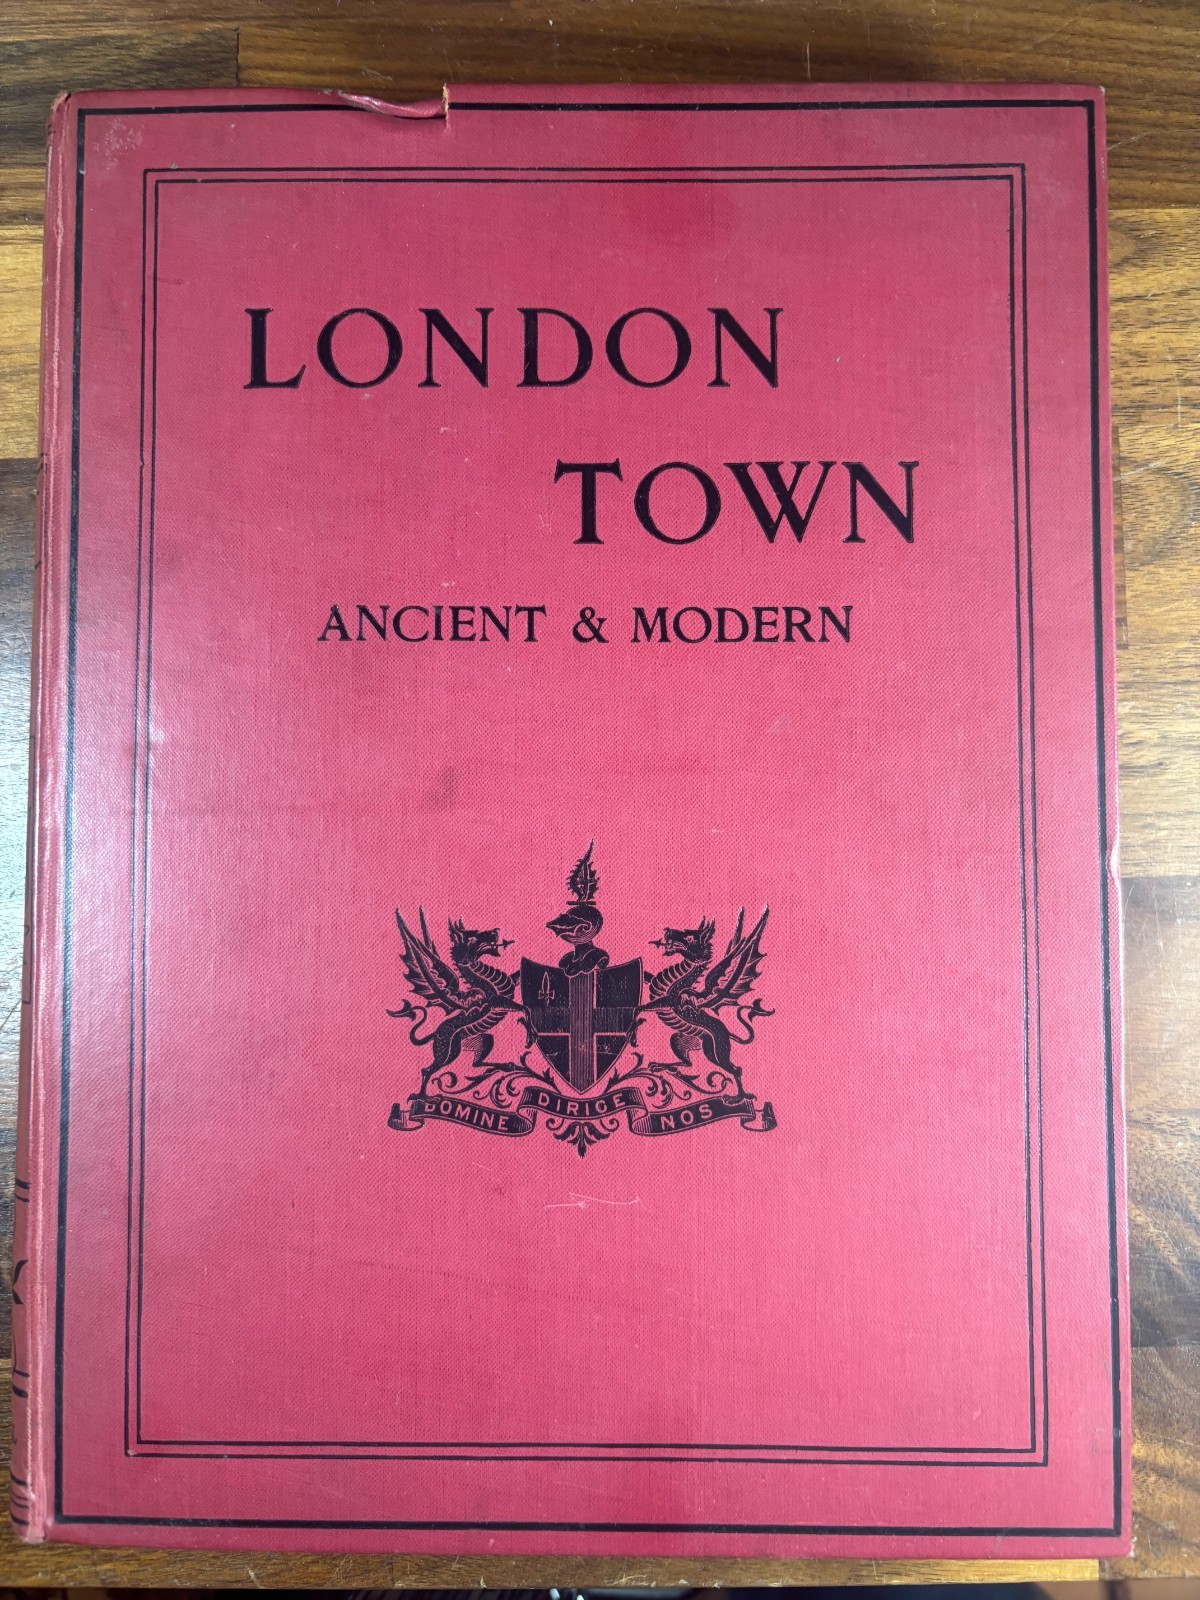 LONDON
TOWN
ANCIENT & MODERN
DOMINE DIRIGE NOS